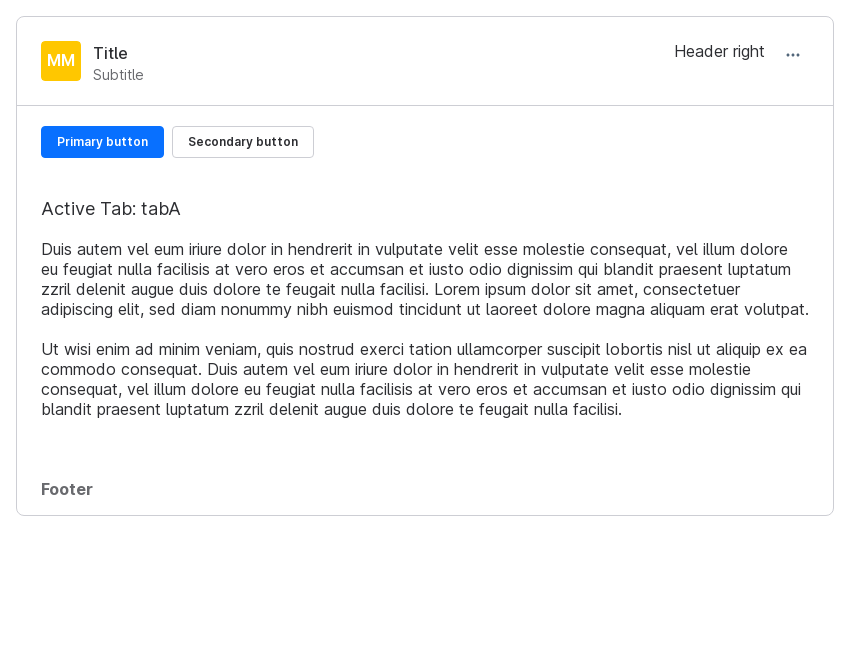 MM
Title
Subtitle
Header right
Primary button
Secondary button
Active Tab: tabA
Duis autem vel eum iriure dolor in hendrerit in vulputate velit esse molestie consequat, vel illum dolore
eu feugiat nulla facilisis at vero eros et accumsan et iusto odio dignissim qui blandit praesent luptatum
zzril delenit augue duis dolore te feugait nulla facilisi. Lorem ipsum dolor sit amet, consectetuer
adipiscing elit, sed diam nonummy nibh euismod tincidunt ut laoreet dolore magna aliquam erat volutpat.
Ut wisi enim ad minim veniam, quis nostrud exerci tation ullamcorper suscipit lobortis nisl ut aliquip ex ea
commodo consequat. Duis autem vel eum iriure dolor in hendrerit in vulputate velit esse molestie
consequat, vel illum dolore eu feugiat nulla facilisis at vero eros et accumsan et iusto odio dignissim qui
blandit praesent luptatum zzril delenit augue duis dolore te feugait nulla facilisi.
Footer